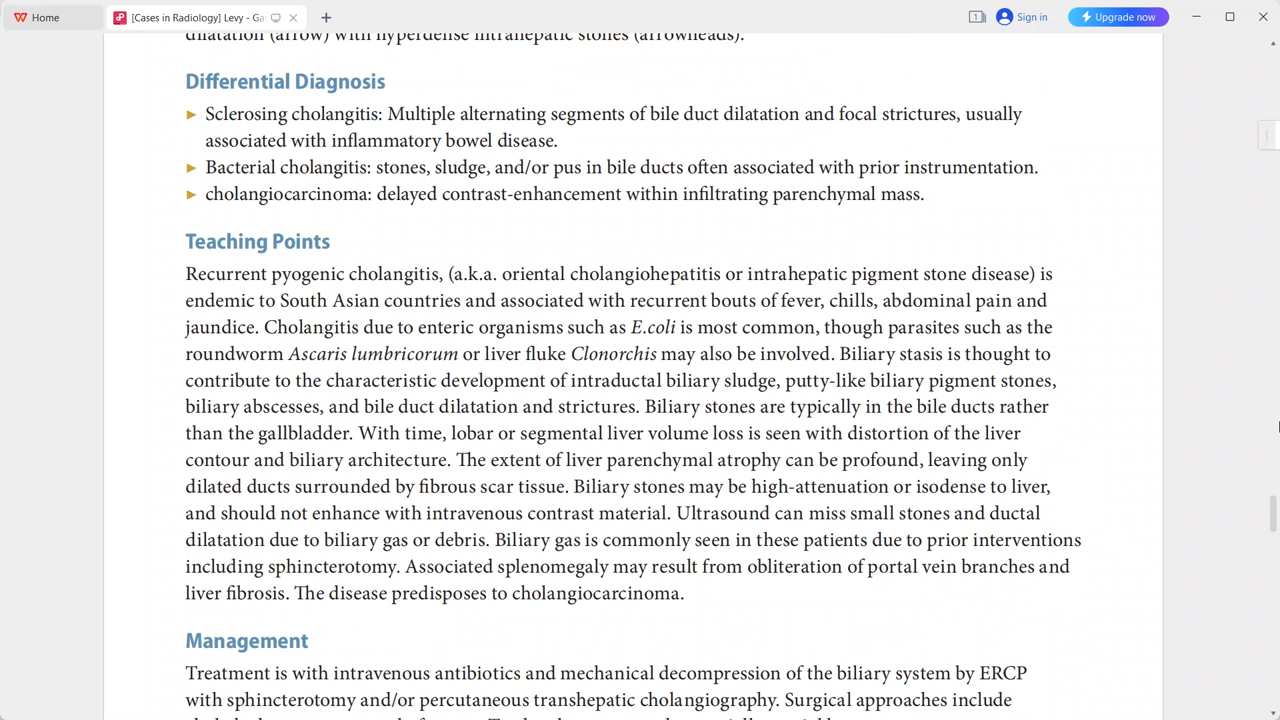 Home
[Cases in Radiology] Levy - Ga
1
Sign in
Upgrade now
dilatation (arrow) with hyperdense intrahepatic stones (arrowheads).
Differential Diagnosis
► Sclerosing cholangitis: Multiple alternating segments of bile duct dilatation and focal strictures, usually
associated with inflammatory bowel disease.
► Bacterial cholangitis: stones, sludge, and/or pus in bile ducts often associated with prior instrumentation.
► cholangiocarcinoma: delayed contrast-enhancement within infiltrating parenchymal mass.
Teaching Points
Recurrent pyogenic cholangitis, (a.k.a. oriental cholangiohepatitis or intrahepatic pigment stone disease) is
endemic to South Asian countries and associated with recurrent bouts of fever, chills, abdominal pain and
jaundice. Cholangitis due to enteric organisms such as E.coli is most common, though parasites such as the
roundworm Ascaris lumbricorum or liver fluke Clonorchis may also be involved. Biliary stasis is thought to
contribute to the characteristic development of intraductal biliary sludge, putty-like biliary pigment stones,
biliary abscesses, and bile duct dilatation and strictures. Biliary stones are typically in the bile ducts rather
than the gallbladder. With time, lobar or segmental liver volume loss is seen with distortion of the liver
contour and biliary architecture. The extent of liver parenchymal atrophy can be profound, leaving only
dilated ducts surrounded by fibrous scar tissue. Biliary stones may be high-attenuation or isodense to liver,
and should not enhance with intravenous contrast material. Ultrasound can miss small stones and ductal
dilatation due to biliary gas or debris. Biliary gas is commonly seen in these patients due to prior interventions
including sphincterotomy. Associated splenomegaly may result from obliteration of portal vein branches and
liver fibrosis. The disease predisposes to cholangiocarcinoma.
Management
Treatment is with intravenous antibiotics and mechanical decompression of the biliary system by ERCP
with sphincterotomy and/or percutaneous transhepatic cholangiography. Surgical approaches include